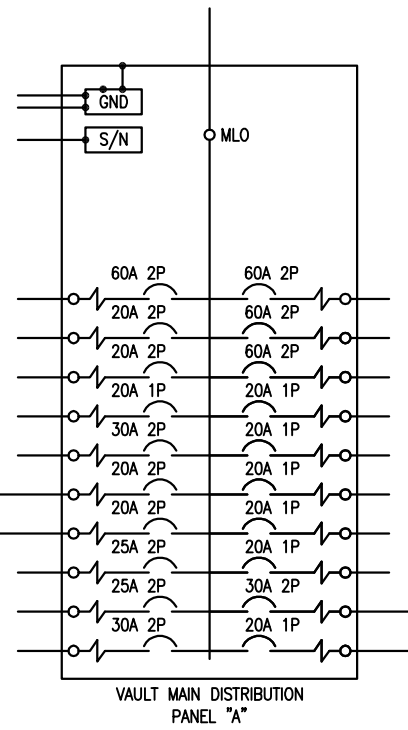 GND
S/N
MLO
60A 2P 60A 2P
20A 2P 60A 2P
20A 2P 60A 2P
20A 1P 20A 1P
30A 2P 20A 1P
20A 2P 20A 1P
20A 2P 20A 1P
25A 2P 20A 1P
25A 2P 30A 2P
30A 2P 20A 1P
VAULT MAIN DISTRIBUTION
PANEL "A"